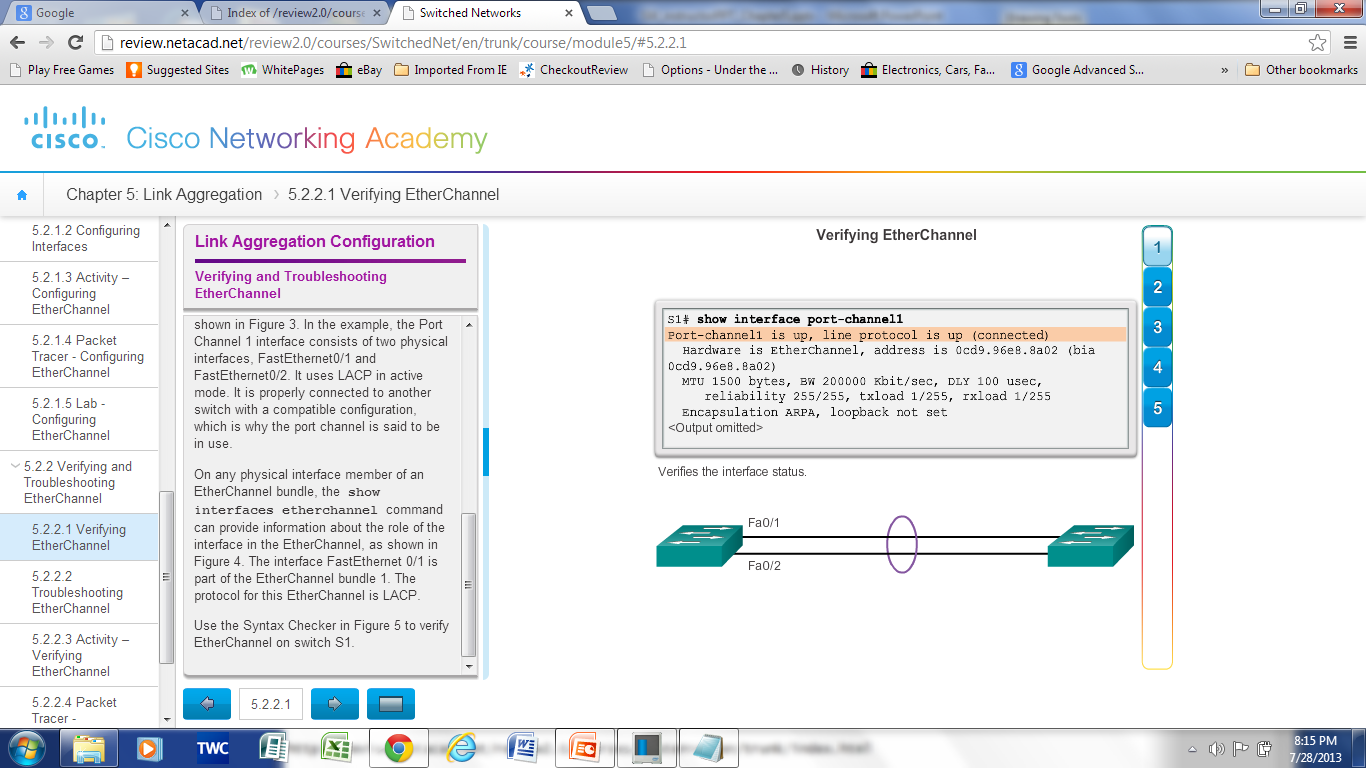 Google
Index of /review2.0/course
Switched Networks
review.netacad.net/review2.0/courses/SwitchedNet/en/trunk/course/module5/#5.2.2.1
Play Free Games
Suggested Sites
WhitePages
eBay
Imported From IE
CheckoutReview
Options - Under the ...
History
Electronics, Cars, Fa...
Google Advanced S...
»
Other bookmarks
CISCO
Cisco Networking Academy
Chapter 5: Link Aggregation > 5.2.2.1 Verifying EtherChannel
5.2.1.2 Configuring
Interfaces
5.2.1.3 Activity –
Configuring
EtherChannel
5.2.1.4 Packet
Tracer - Configuring
EtherChannel
5.2.1.5 Lab -
Configuring
EtherChannel
5.2.2 Verifying and
Troubleshooting
EtherChannel
5.2.2.1 Verifying
EtherChannel
5.2.2.2
Troubleshooting
EtherChannel
5.2.2.3 Activity –
Verifying
EtherChannel
5.2.2.4 Packet
Tracer -
Link Aggregation Configuration
Verifying and Troubleshooting
EtherChannel
shown in Figure 3. In the example, the Port
Channel 1 interface consists of two physical
interfaces, FastEthernet0/1 and
FastEthernet0/2. It uses LACP in active
mode. It is properly connected to another
switch with a compatible configuration,
which is why the port channel is said to be
in use.
On any physical interface member of an
EtherChannel bundle, the show
interfaces etherchannel command
can provide information about the role of the
interface in the EtherChannel, as shown in
Figure 4. The interface FastEthernet 0/1 is
part of the EtherChannel bundle 1. The
protocol for this EtherChannel is LACP.
Use the Syntax Checker in Figure 5 to verify
EtherChannel on switch S1.
5.2.2.1
Verifying EtherChannel
S1# show interface port-channel1
Port-channel1 is up, line protocol is up (connected)
Hardware is EtherChannel, address is 0cd9.96e8.8a02 (bia
0cd9.96e8.8a02)
MTU 1500 bytes, BW 200000 Kbit/sec, DLY 100 usec,
reliability 255/255, txload 1/255, rxload 1/255
Encapsulation ARPA, loopback not set
<Output omitted>
Verifies the interface status.
Fa0/1
Fa0/2
1
2
3
4
5
TWC
8:15 PM
7/28/2013